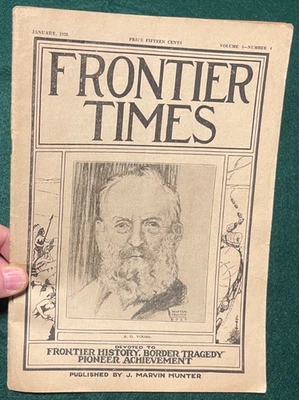 JANUARY, 1928
PRICE FIFTEEN CENTS
VOLUME 5—NUMBER 4
FRONTIER
TIMES
DEVOTED TO
FRONTIER HISTORY, BORDER TRAGEDY
PIONEER ACHIEVEMENT
PUBLISHED BY J. MARVIN HUNTER